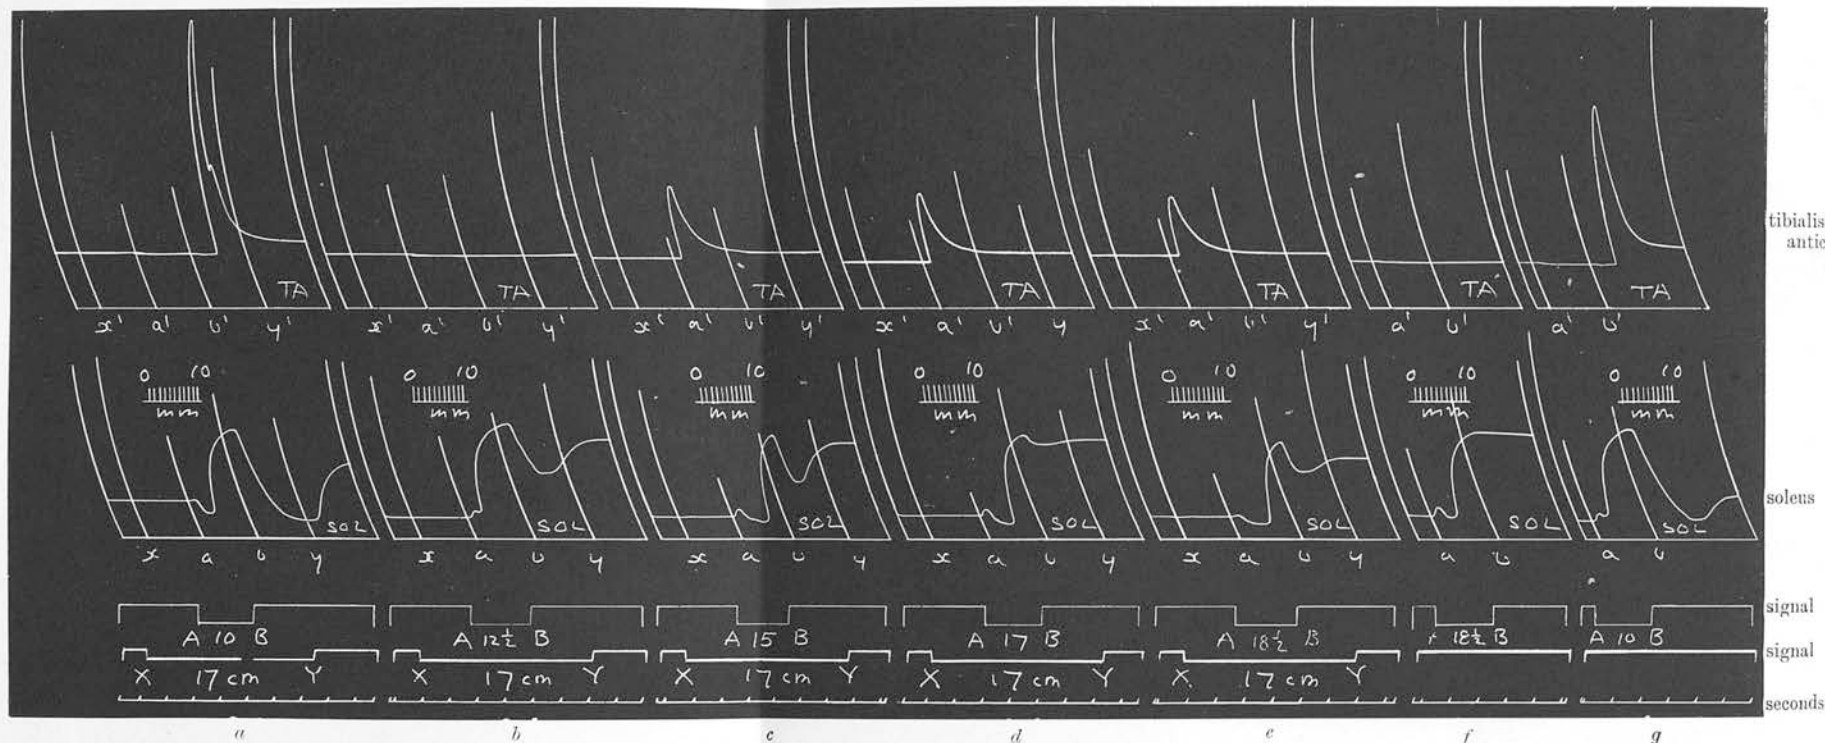 tibialis
antic
TA TA TA TA TA TA TA
x' a' b' y' x' a' b' y' x' a' b' y' x' a' b' y x' a' b' y' a' b' a' b'
0 10 0 10 0 10 0 10 0 10 0 10 0 10
mm mm mm mm mm mm mm
soleus
SOL SOL SOL SOL SOL SOL SOL
x a b y x a b y x a b y x a b y x a b y a b a b
signal
A 10 B A 12½ B A 15 B A 17 B A 18½ B 18½ B A 10 B
signal
X 17 cm Y X 17 cm Y X 17 cm Y X 17 cm Y X 17 cm Y
seconds
a b c d e f g